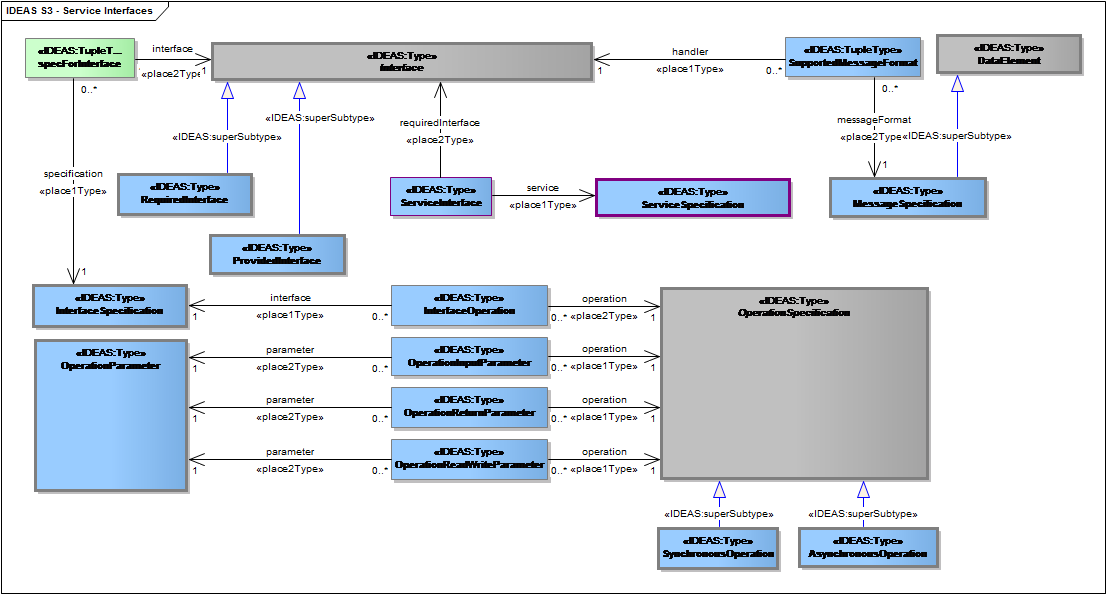 IDEAS S3 - Service Interfaces
«IDEAS:TupleT...
specForInterface
interface
«place2Type»
1
0..*
«IDEAS:Type»
Interface
handler
«place1Type»
1
0..*
«IDEAS:TupleType»
SupportedMessageFormat
0..*
«IDEAS:Type»
DataElement
«IDEAS:superSubtype»
«IDEAS:superSubtype»
requiredInterface
«place2Type»
messageFormat
«place2Type»
1
«IDEAS:superSubtype»
specification
«place1Type»
1
«IDEAS:Type»
RequiredInterface
«IDEAS:Type»
ServiceInterface
service
«place1Type»
«IDEAS:Type»
ServiceSpecification
«IDEAS:Type»
MessageSpecification
«IDEAS:Type»
ProvidedInterface
«IDEAS:Type»
InterfaceSpecification
interface
«place1Type»
1
0..*
«IDEAS:Type»
InterfaceOperation
operation
0..*
«place2Type»
1
«IDEAS:Type»
OperationSpecification
«IDEAS:Type»
OperationParameter
parameter
«place2Type»
1
0..*
«IDEAS:Type»
OperationInputParameter
operation
0..*
«place1Type»
1
parameter
«place2Type»
1
0..*
«IDEAS:Type»
OperationReturnParameter
operation
0..*
«place1Type»
1
parameter
«place2Type»
1
0..*
«IDEAS:Type»
OperationReadWriteParameter
operation
0..*
«place1Type»
1
«IDEAS:superSubtype»
«IDEAS:superSubtype»
«IDEAS:Type»
SynchronousOperation
«IDEAS:Type»
AsynchronousOperation